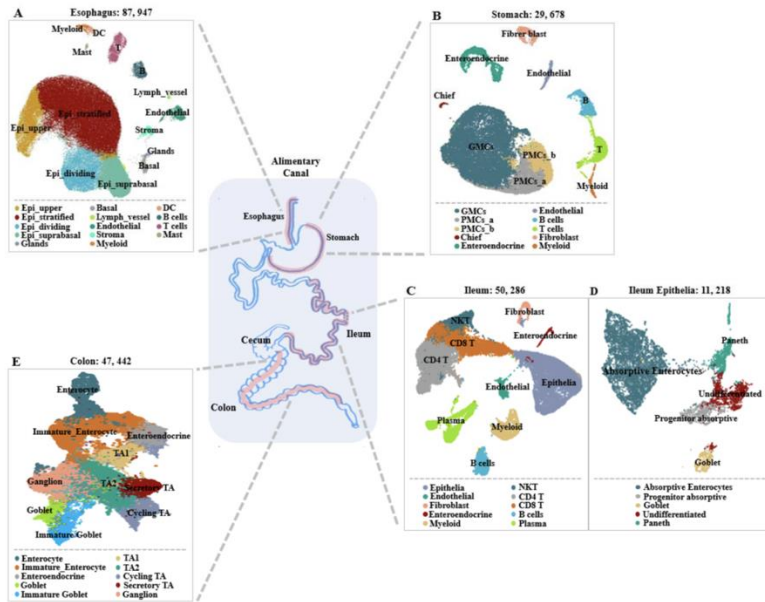 A
Esophagus: 87, 947
Myeloid
DC
Mast
T
B
Lymph_vessel
Endothelial
Stroma
Glands
Basal
Epi_upper
Epi_stratified
Epi_dividing
Epi_suprabasal
Epi_upper Basal DC
Epi_stratified Lymph_vessel B cells
Epi_dividing Endothelial T cells
Epi_suprabasal Stroma Mast
Glands Myeloid
B
Stomach: 29, 678
Fibrer blast
Enteroendocrine
Endothelial
Chief
B
GMCs
PMCs_b
T
PMCs_a
Myeloid
GMCs Endothelial
PMCs_a B cells
PMCs_b T cells
Chief Fibroblast
Enteroendocrine Myeloid
Alimentary
Canal
Esophagus
Stomach
Cecum
Ileum
Colon
C
Ileum: 50, 286
Fibroblast
NKT
Enteroendocrine
CD8 T
CD4 T
Endothelial
Epithelia
Plasma
Myeloid
B cells
Epithelia NKT
Endothelial CD4 T
Fibroblast CD8 T
Enteroendocrine B cells
Myeloid Plasma
D
Ileum Epithelia: 11, 218
Paneth
Absorptive Enterocytes
Undifferentiated
Progenitor absorptive
Goblet
Absorptive Enterocytes
Progenitor absorptive
Goblet
Undifferentiated
Paneth
E
Colon: 47, 442
Enterocyte
Immature_Enterocyte
Enteroendocrine
TA1
Ganglion
TA2
Secretory TA
Goblet
Cycling TA
Immature Goblet
Enterocyte TA1
Immature_Enterocyte TA2
Enteroendocrine Cycling TA
Goblet Secretory TA
Immature Goblet Ganglion